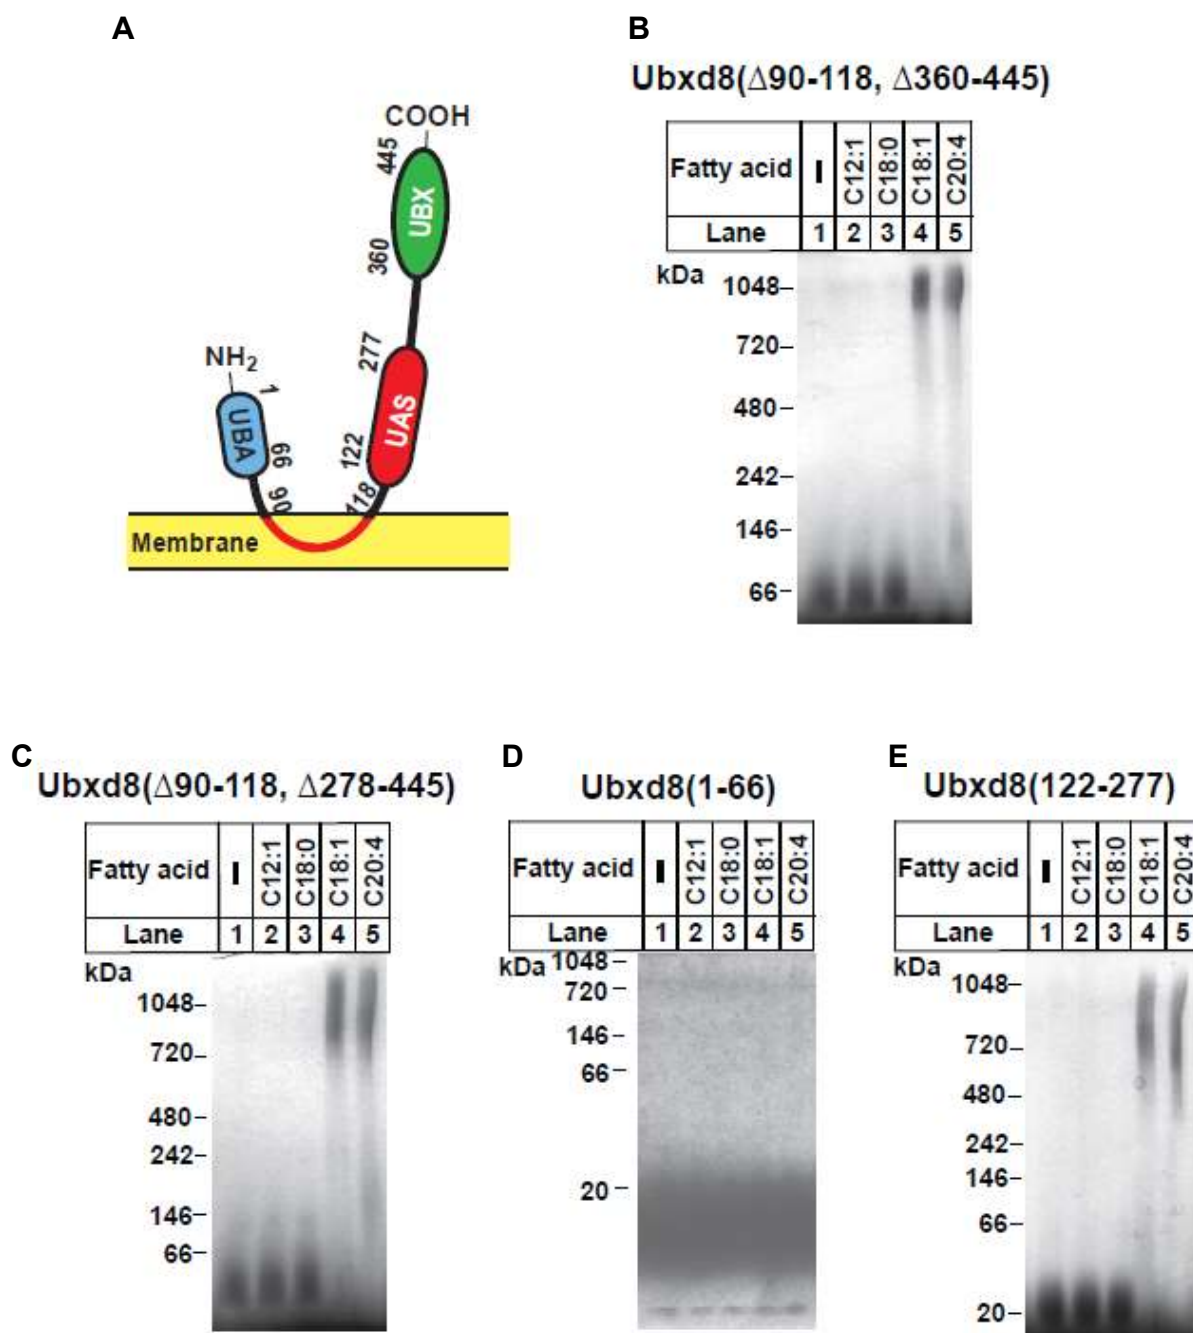 A
COOH
445
UBX
360
277
NH2
1
UBA
UAS
66
122
90
118
Membrane
B
Ubxd8(Δ90-118, Δ360-445)
Fatty acid – C12:1 C18:0 C18:1 C20:4
Lane 1 2 3 4 5
kDa
1048–
720–
480–
242–
146–
66–
C
Ubxd8(Δ90-118, Δ278-445)
Fatty acid – C12:1 C18:0 C18:1 C20:4
Lane 1 2 3 4 5
kDa
1048–
720–
480–
242–
146–
66–
D
Ubxd8(1-66)
Fatty acid – C12:1 C18:0 C18:1 C20:4
Lane 1 2 3 4 5
kDa
1048–
720–
146–
66–
20–
E
Ubxd8(122-277)
Fatty acid – C12:1 C18:0 C18:1 C20:4
Lane 1 2 3 4 5
kDa
1048–
720–
480–
242–
146–
66–
20–